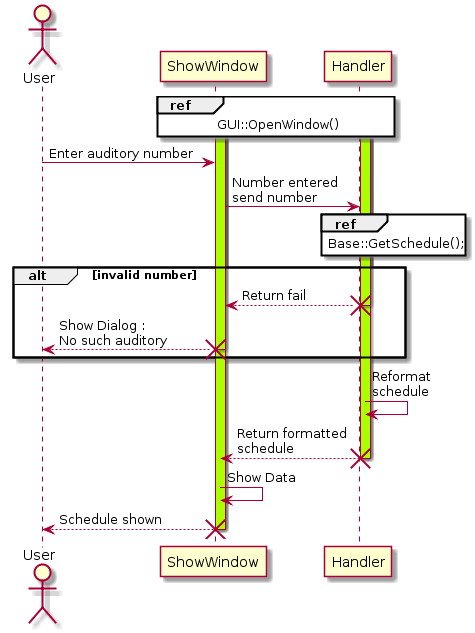 User
ShowWindow
Handler
ref
GUI::OpenWindow()
Enter auditory number
Number entered
send number
ref
Base::GetSchedule();
alt
[invalid number]
Return fail
Show Dialog :
No such auditory
Reformat
schedule
Return formatted
schedule
Show Data
Schedule shown
User
ShowWindow
Handler